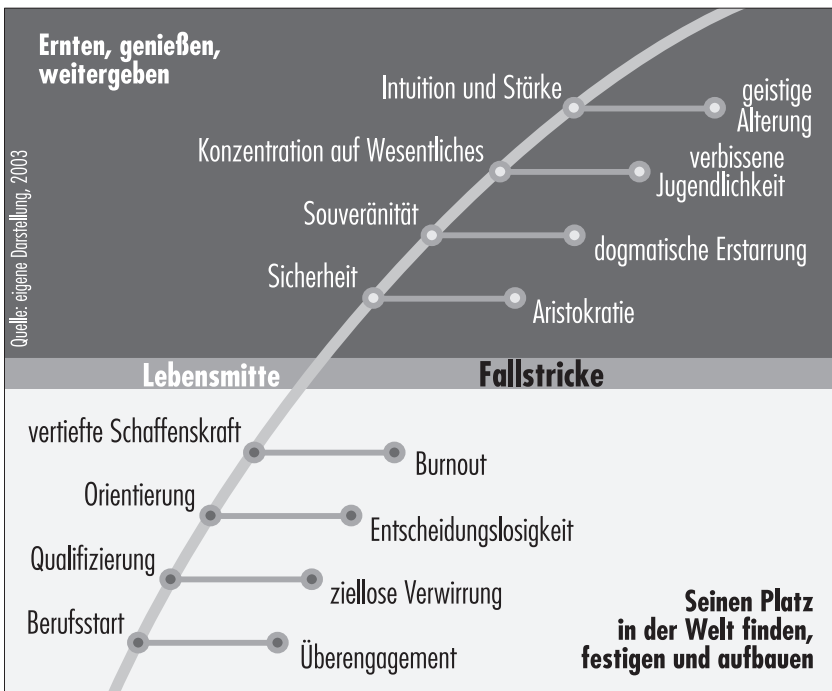 Ernten, genießen,
weitergeben
Intuition und Stärke
geistige
Alterung
Konzentration auf Wesentliches
verbissene
Jugendlichkeit
Souveränität
dogmatische Erstarrung
Sicherheit
Aristokratie
Quelle: eigene Darstellung, 2003
Lebensmitte
Fallstricke
vertiefte Schaffenskraft
Burnout
Orientierung
Entscheidungslosigkeit
Qualifizierung
ziellose Verwirrung
Berufsstart
Überengagement
Seinen Platz
in der Welt finden,
festigen und aufbauen